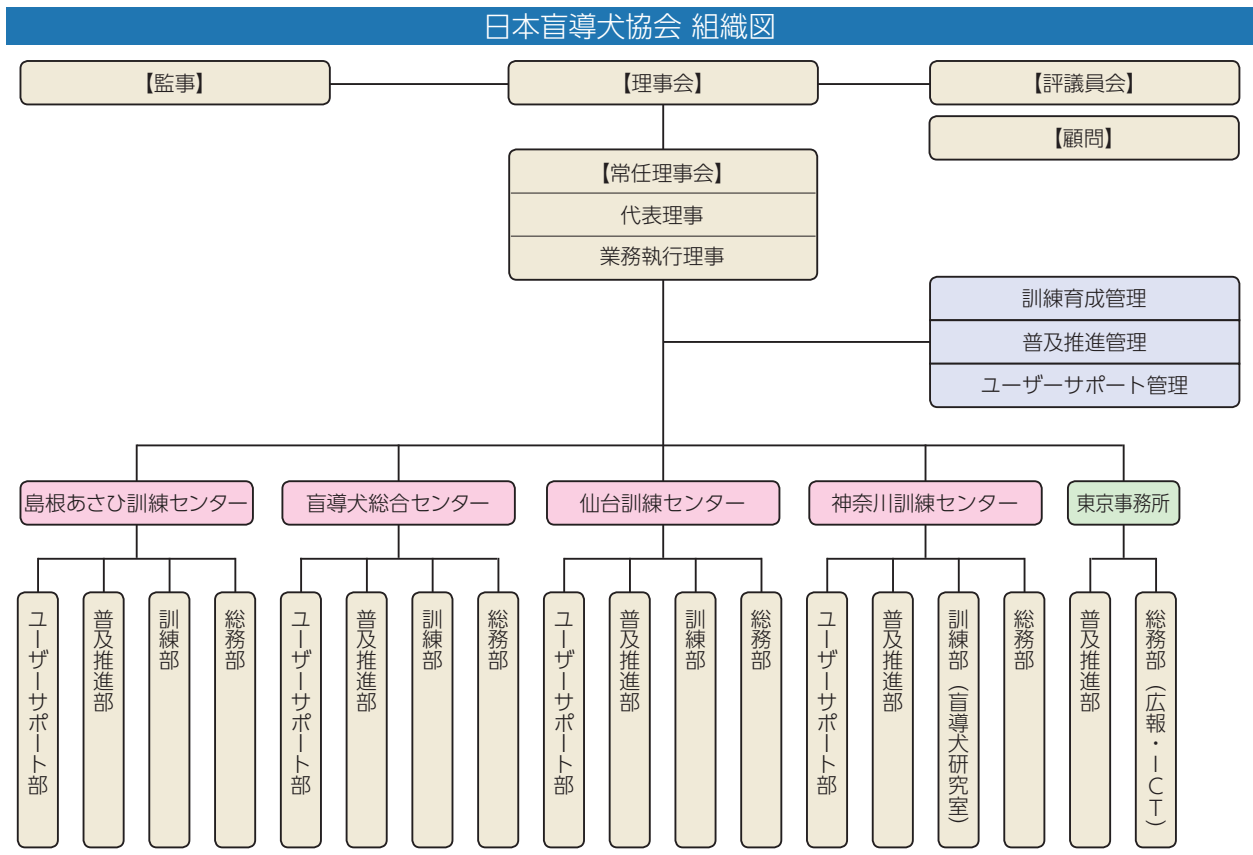 日本盲導犬協会 組織図
【監事】
【理事会】
【評議員会】
【顧問】
【常任理事会】
代表理事
業務執行理事
訓練育成管理
普及推進管理
ユーザーサポート管理
島根あさひ訓練センター
盲導犬総合センター
仙台訓練センター
神奈川訓練センター
東京事務所
ユーザーサポート部
普及推進部
訓練部
総務部
ユーザーサポート部
普及推進部
訓練部
総務部
ユーザーサポート部
普及推進部
訓練部
総務部
ユーザーサポート部
普及推進部
訓練部（盲導犬研究室）
総務部
普及推進部
総務部（広報・ICT）